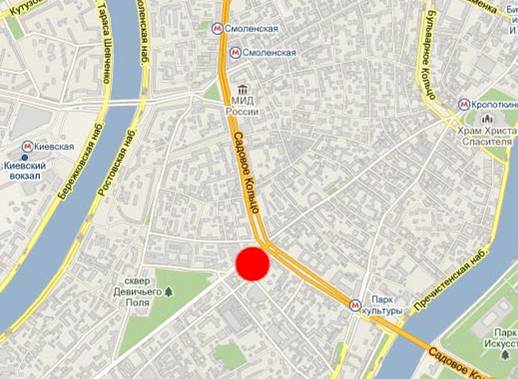 Кутузо
Тараса Шевченко
Смоленская наб.
Смоленская
Смоленская
МИД
России
Бульварное Кольцо
менка
Кропоткин
Храм Христа
Спасителя
Садовое Кольцо
Киевская
Киевский
вокзал
Бережковская наб.
Ростовская наб.
сквер
Девичьего
Поля
Парк
культуры
Пречистенская наб.
Парк
Искусст
Садовое Ко